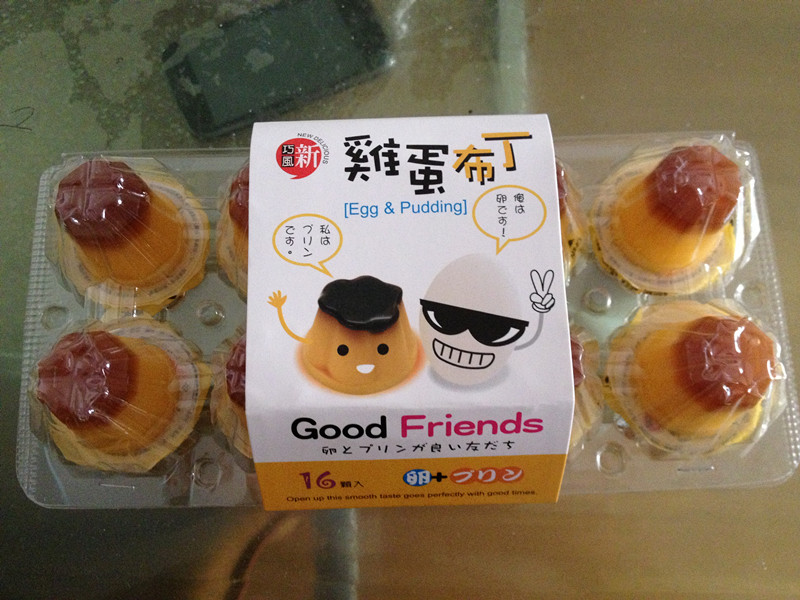 巧風
新
NEW DELICIOUS
雞蛋布丁
[Egg & Pudding]
俺は
卵です!
私は
プリン
です。
Good Friends
卵とプリンが良い友だち
16顆入
卵+プリン
Open up this smooth taste goes perfectly with good times.